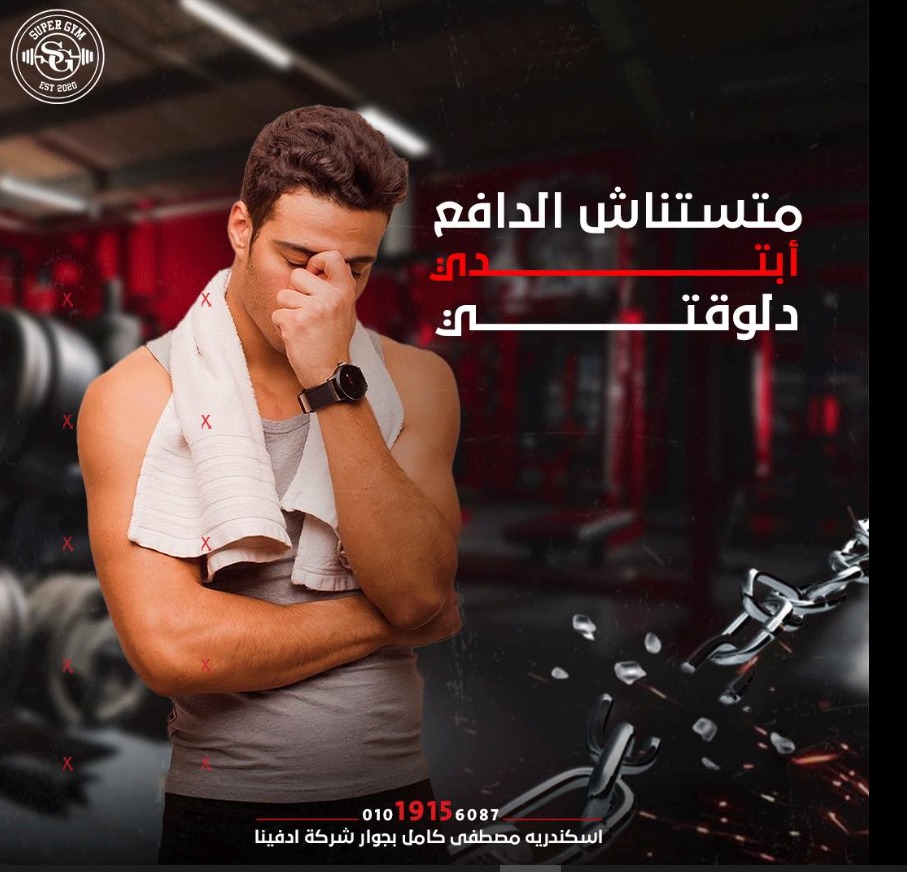 SUPER GYM
SG
EST 2020
متستناش الدافع
أبتدي
دلوقتي
01019156087
اسكندريه مصطفى كامل بجوار شركة ادفينا